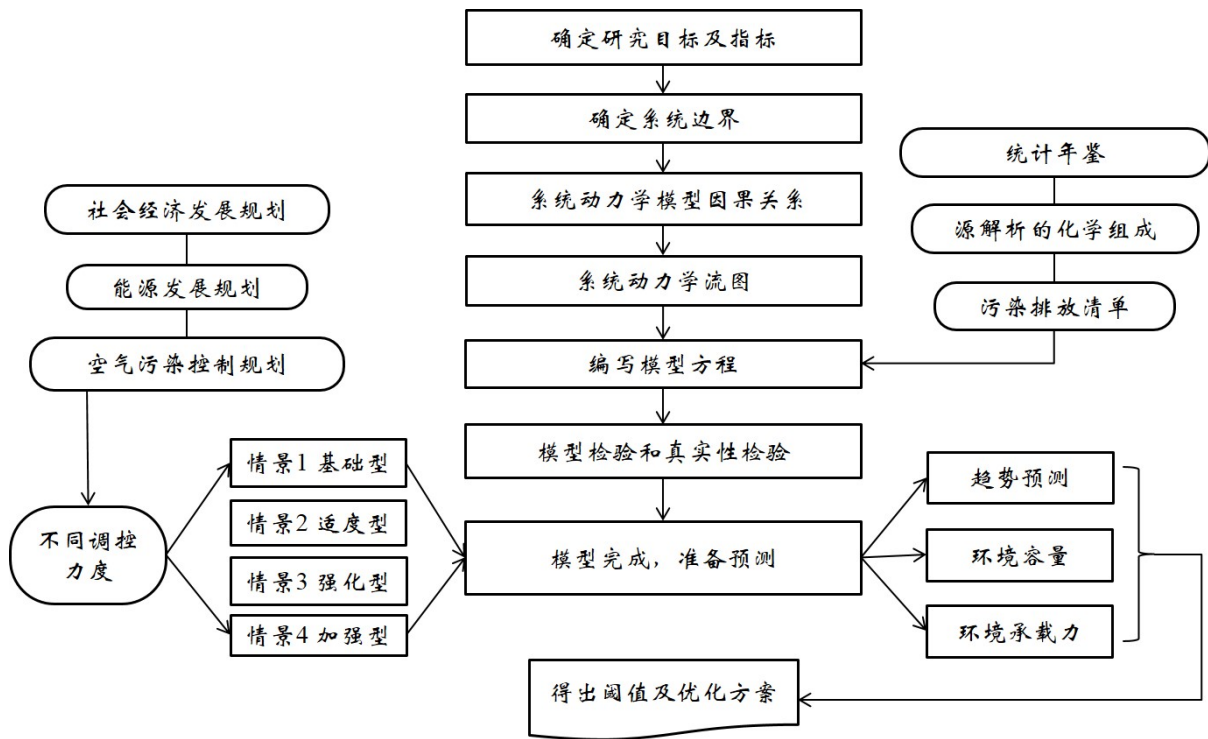 确定研究目标及指标
确定系统边界
统计年鉴
社会经济发展规划
系统动力学模型因果关系
源解析的化学组成
能源发展规划
系统动力学流图
污染排放清单
空气污染控制规划
编写模型方程
情景1 基础型
模型检验和真实性检验
趋势预测
情景2 适度型
不同调控
力度
模型完成，准备预测
环境容量
情景3 强化型
情景4 加强型
环境承载力
得出阈值及优化方案